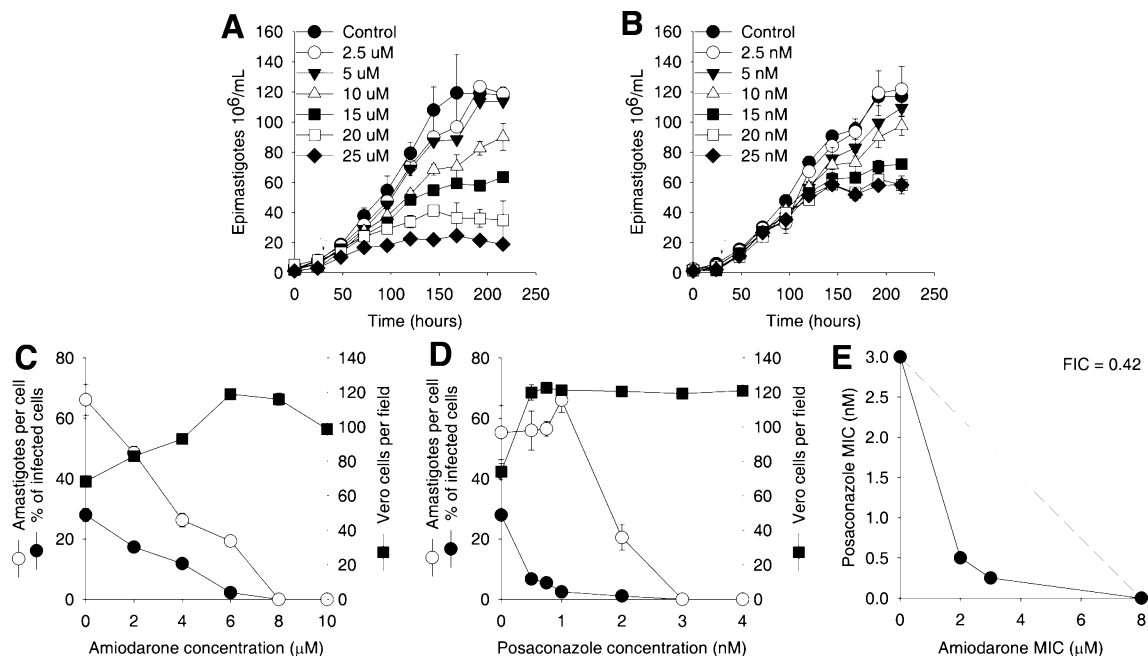 A
160
140
120
100
80
60
40
20
0
Epimastigotes 10⁶/mL
Control
2.5 uM
5 uM
10 uM
15 uM
20 uM
25 uM
0 50 100 150 200 250
Time (hours)
B
160
140
120
100
80
60
40
20
0
Epimastigotes 10⁶/mL
Control
2.5 nM
5 nM
10 nM
15 nM
20 nM
25 nM
0 50 100 150 200 250
Time (hours)
C
Amastigotes per cell
% of infected cells
80
60
40
20
0
140
120
100
80
60
40
20
0
Vero cells per field
0 2 4 6 8 10
Amiodarone concentration (μM)
D
Amastigotes per cell
% of infected cells
80
60
40
20
0
140
120
100
80
60
40
20
0
Vero cells per field
0 1 2 3 4
Posaconazole concentration (nM)
E
FIC = 0.42
Posaconazole MIC (nM)
3.0
2.5
2.0
1.5
1.0
0.5
0.0
0 2 4 6 8
Amiodarone MIC (μM)